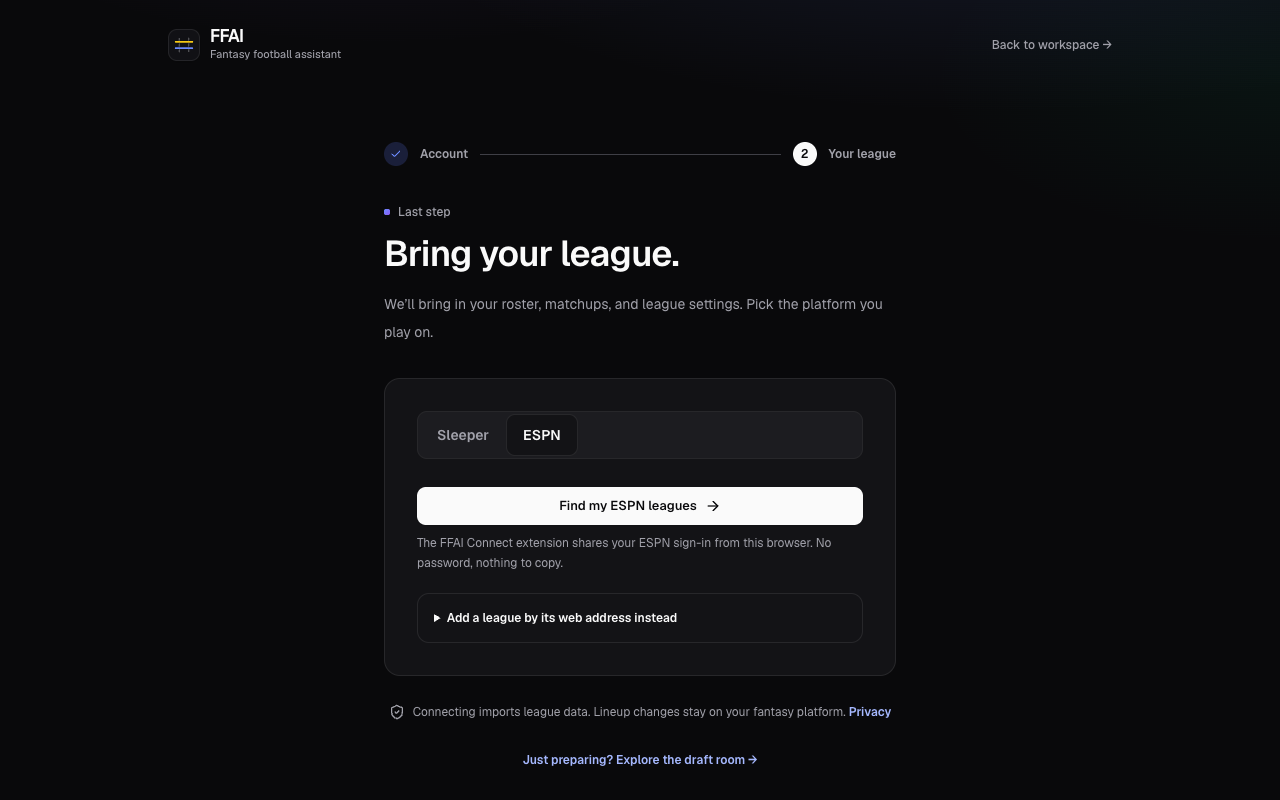 FFAI
Fantasy football assistant
Back to workspace →
Account
2
Your league
Last step
Bring your league.
We’ll bring in your roster, matchups, and league settings. Pick the platform you
play on.
Sleeper
ESPN
Find my ESPN leagues →
The FFAI Connect extension shares your ESPN sign-in from this browser. No
password, nothing to copy.
Add a league by its web address instead
Connecting imports league data. Lineup changes stay on your fantasy platform. Privacy
Just preparing? Explore the draft room →